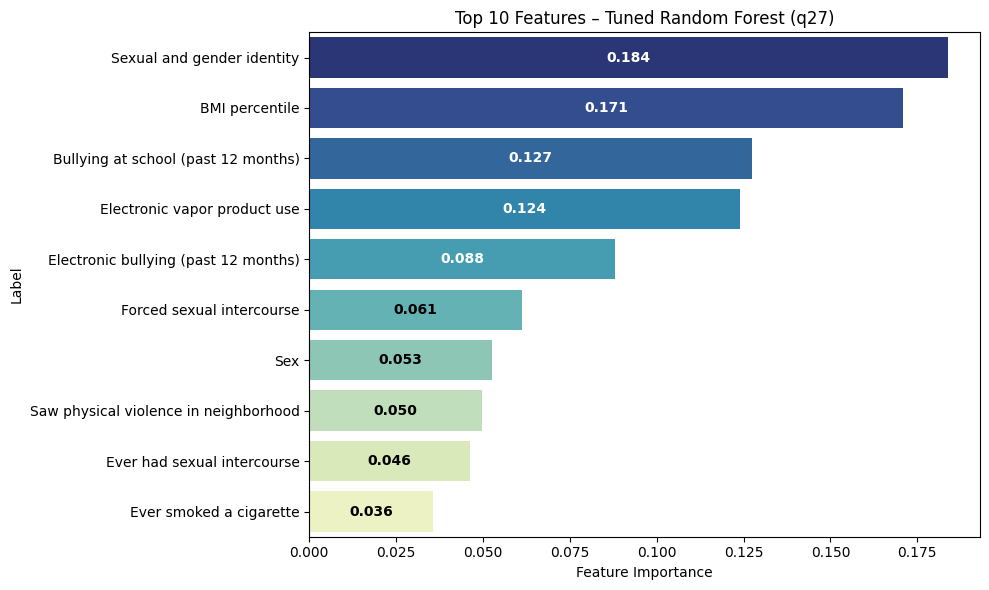 Top 10 Features – Tuned Random Forest (q27)
Label
Sexual and gender identity 0.184
BMI percentile 0.171
Bullying at school (past 12 months) 0.127
Electronic vapor product use 0.124
Electronic bullying (past 12 months) 0.088
Forced sexual intercourse 0.061
Sex 0.053
Saw physical violence in neighborhood 0.050
Ever had sexual intercourse 0.046
Ever smoked a cigarette 0.036
0.000 0.025 0.050 0.075 0.100 0.125 0.150 0.175
Feature Importance